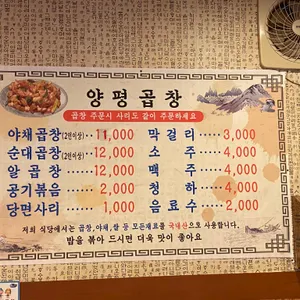 양평곱창
곱창 주문시 사리도 같이 주문하세요
야채곱창(2인이상)··11,000
순대곱창(2인이상)··12,000
알곱창······12,000
공기볶음····2,000
당면사리····1,000
막걸리·····3,000
소주·····4,000
맥주·····4,000
청하·····4,000
음료수····2,000
저희 식당에서는 곱창,야채,쌀 등 모든재료를 국내산으로 사용합니다.
밥을 볶아 드시면 더욱 맛이 좋아요